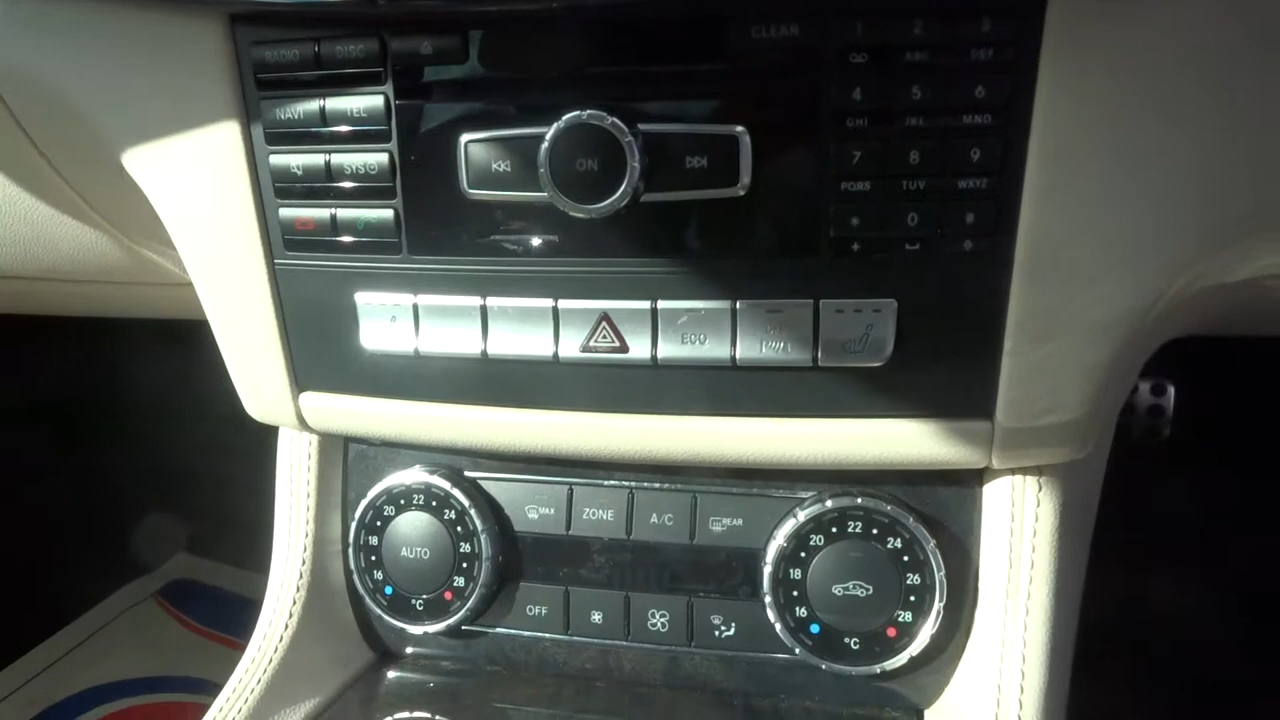 RADIO DISC
CLEAR
1 2 3
ABC DEF
NAVI TEL
4 5 6
GHI JKL MNO
SYS
ON
7 8 9
PQRS TUV WXYZ
* 0 #
+
ECO
22
20 24
18 26
16 28
AUTO
°C
MAX ZONE A/C REAR
OFF
22
20 24
18 26
16 28
°C